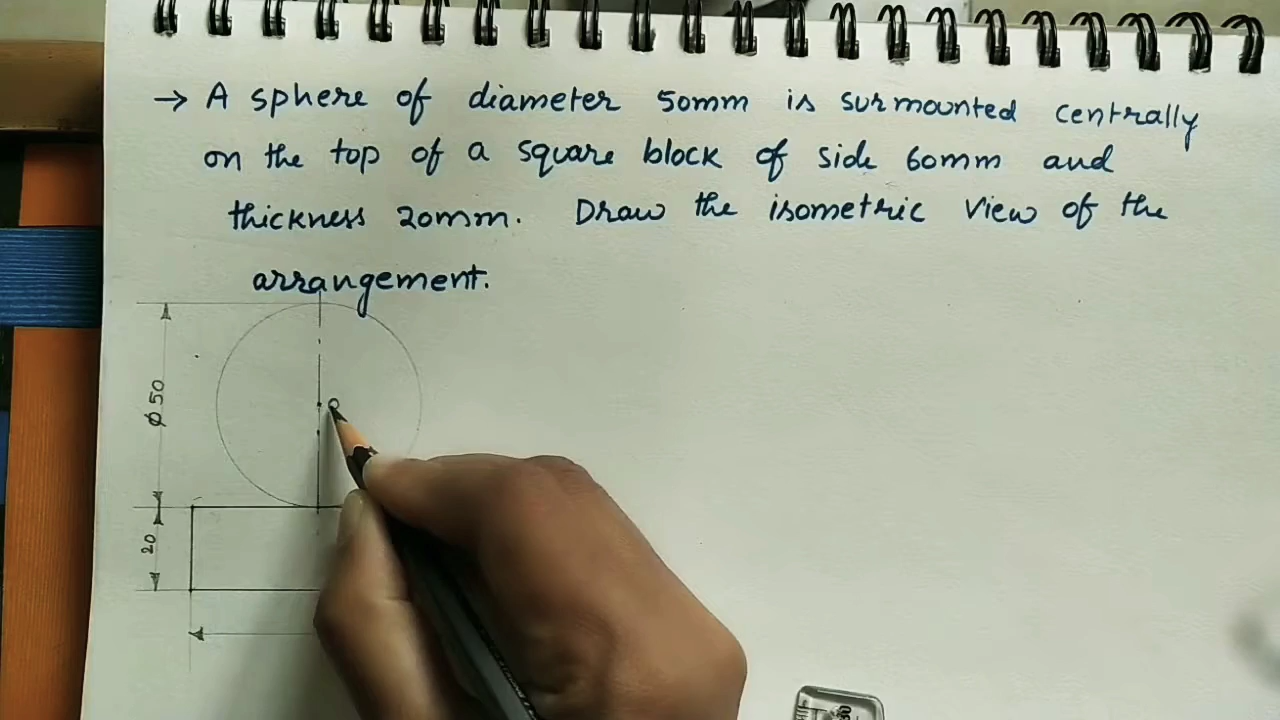 → A sphere of diameter 50mm is surmounted centrally
on the top of a square block of side 60mm and
thickness 20mm. Draw the isometric view of the
arrangement.
φ50
O
20